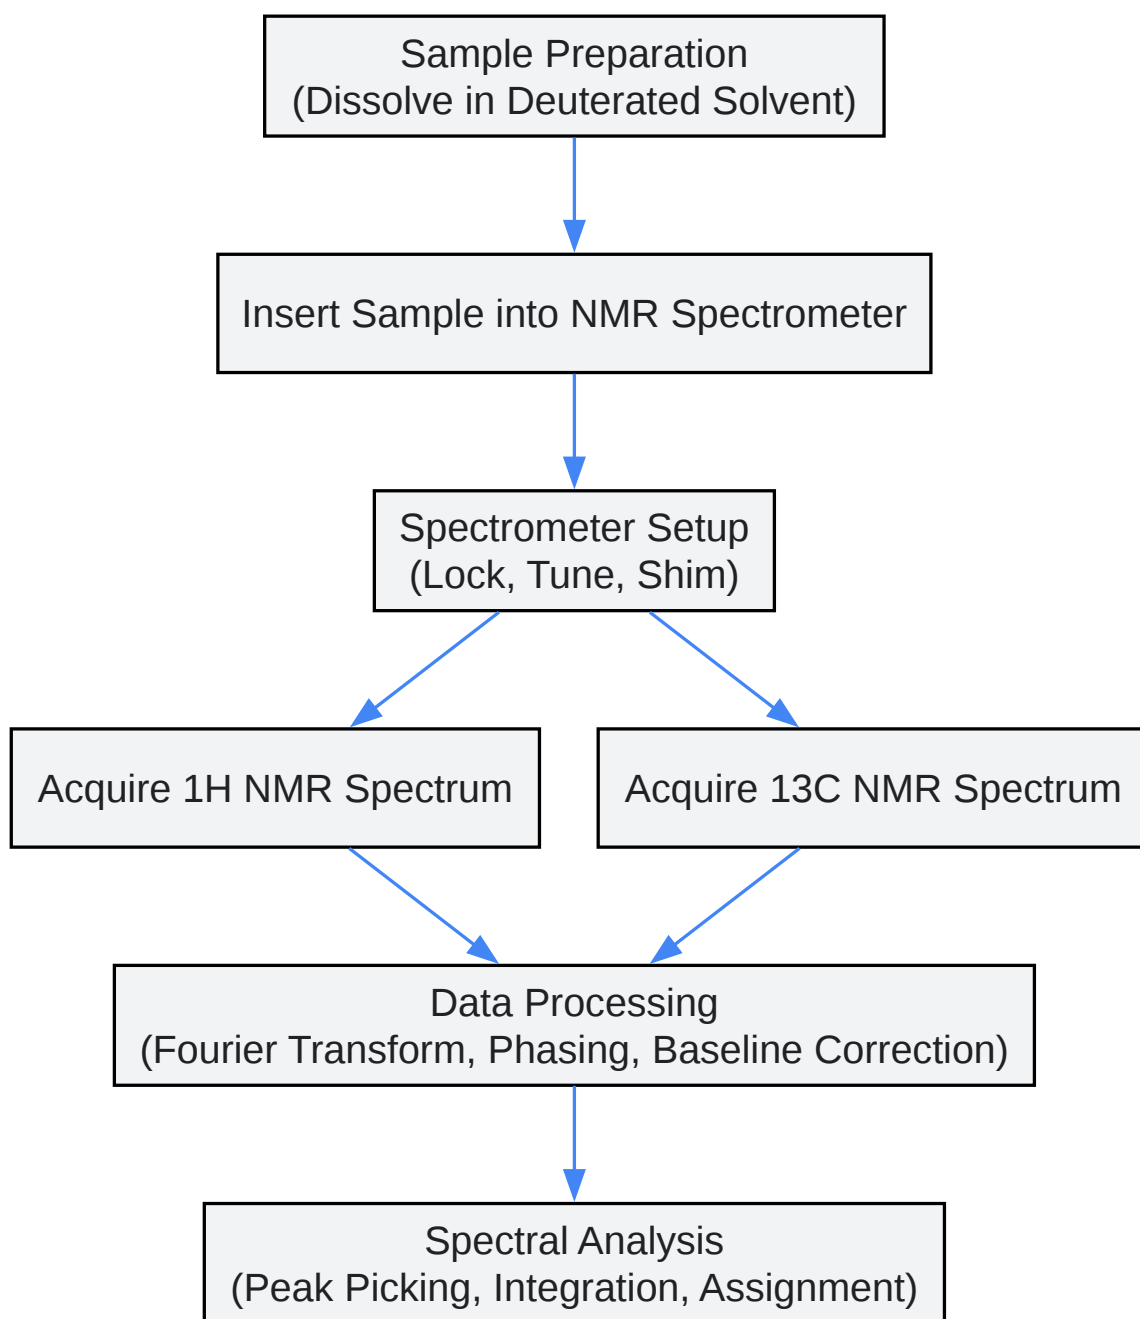 Sample Preparation
(Dissolve in Deuterated Solvent)
Insert Sample into NMR Spectrometer
Spectrometer Setup
(Lock, Tune, Shim)
Acquire 1H NMR Spectrum
Acquire 13C NMR Spectrum
Data Processing
(Fourier Transform, Phasing, Baseline Correction)
Spectral Analysis
(Peak Picking, Integration, Assignment)